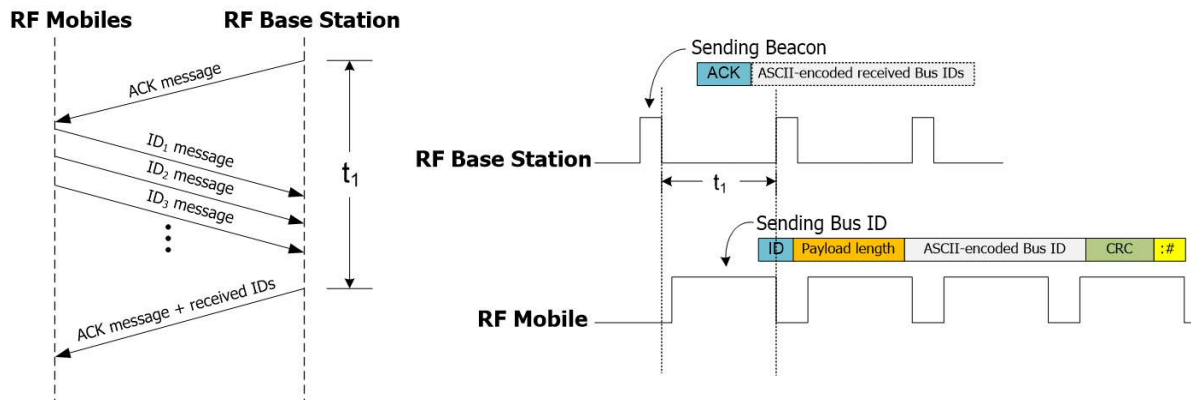 RF Mobiles
RF Base Station
ACK message
ID₁ message
ID₂ message
ID₃ message
t₁
ACK message + received IDs
Sending Beacon
ACK
ASCII-encoded received Bus IDs
RF Base Station
t₁
Sending Bus ID
ID
Payload length
ASCII-encoded Bus ID
CRC
:#
RF Mobile